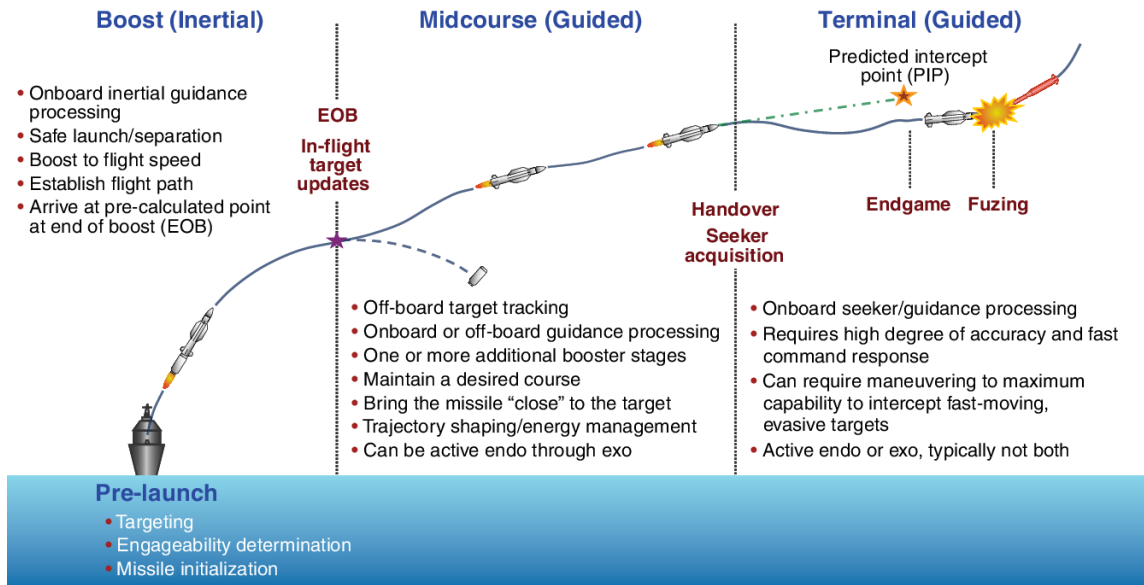 Boost (Inertial)
• Onboard inertial guidance
processing
• Safe launch/separation
• Boost to flight speed
• Establish flight path
• Arrive at pre-calculated point
at end of boost (EOB)
EOB
In-flight
target
updates
Midcourse (Guided)
• Off-board target tracking
• Onboard or off-board guidance processing
• One or more additional booster stages
• Maintain a desired course
• Bring the missile “close” to the target
• Trajectory shaping/energy management
• Can be active endo through exo
Handover
Seeker
acquisition
Terminal (Guided)
Predicted intercept
point (PIP)
Endgame
Fuzing
• Onboard seeker/guidance processing
• Requires high degree of accuracy and fast
command response
• Can require maneuvering to maximum
capability to intercept fast-moving,
evasive targets
• Active endo or exo, typically not both
Pre-launch
• Targeting
• Engageability determination
• Missile initialization